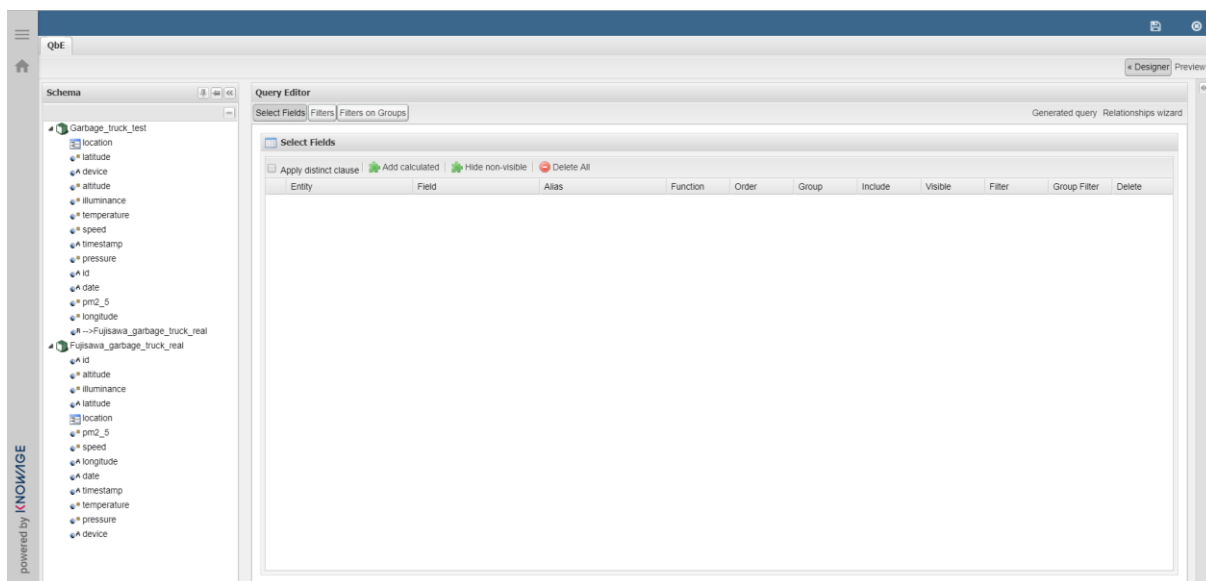 QbE
« Designer Preview
Schema
Garbage_truck_test
location
latitude
device
altitude
illuminance
temperature
speed
timestamp
pressure
id
date
pm2_5
longitude
-->Fujisawa_garbage_truck_real
Fujisawa_garbage_truck_real
id
altitude
illuminance
latitude
location
pm2_5
speed
longitude
date
timestamp
temperature
pressure
device
Query Editor
Select Fields Filters Filters on Groups Generated query Relationships wizard
Select Fields
Apply distinct clause Add calculated Hide non-visible Delete All
Entity Field Alias Function Order Group Include Visible Filter Group Filter Delete
powered by KNOWAGE